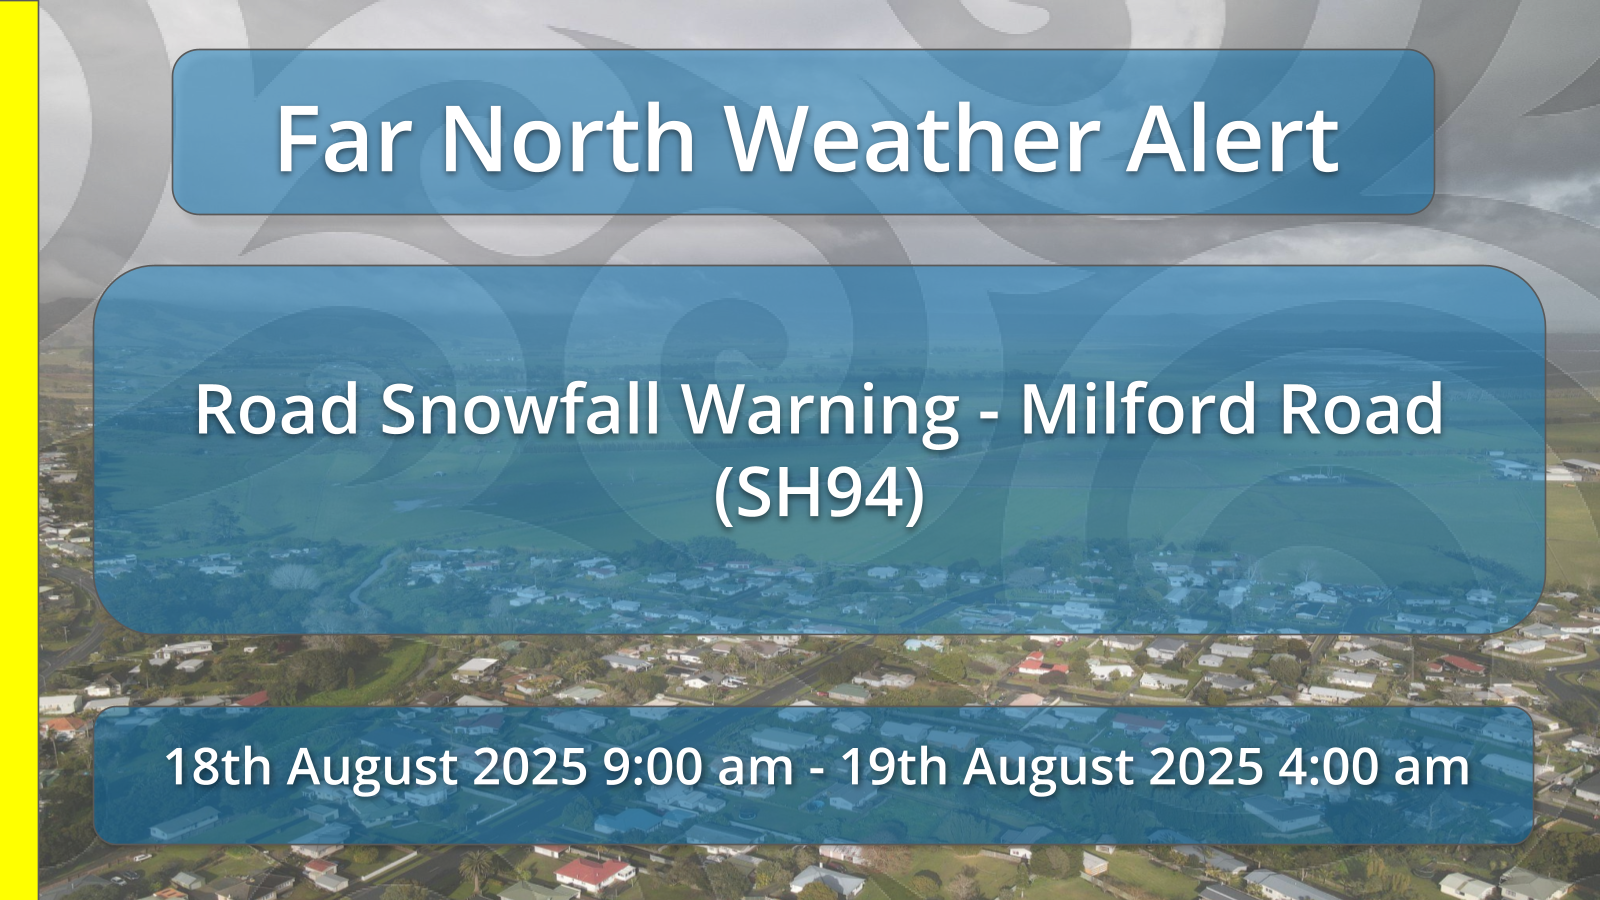 Far North Weather Alert
Road Snowfall Warning - Milford Road
(SH94)
18th August 2025 9:00 am - 19th August 2025 4:00 am